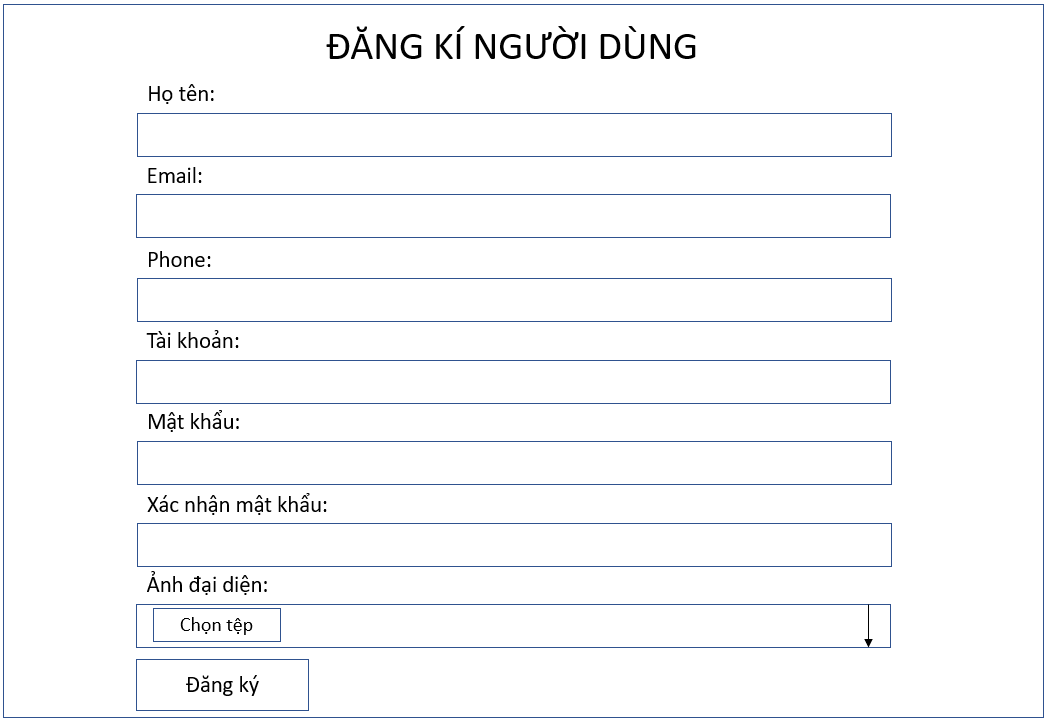 ĐĂNG KÍ NGƯỜI DÙNG
Họ tên:
Email:
Phone:
Tài khoản:
Mật khẩu:
Xác nhận mật khẩu:
Ảnh đại diện:
Chọn tệp
Đăng ký